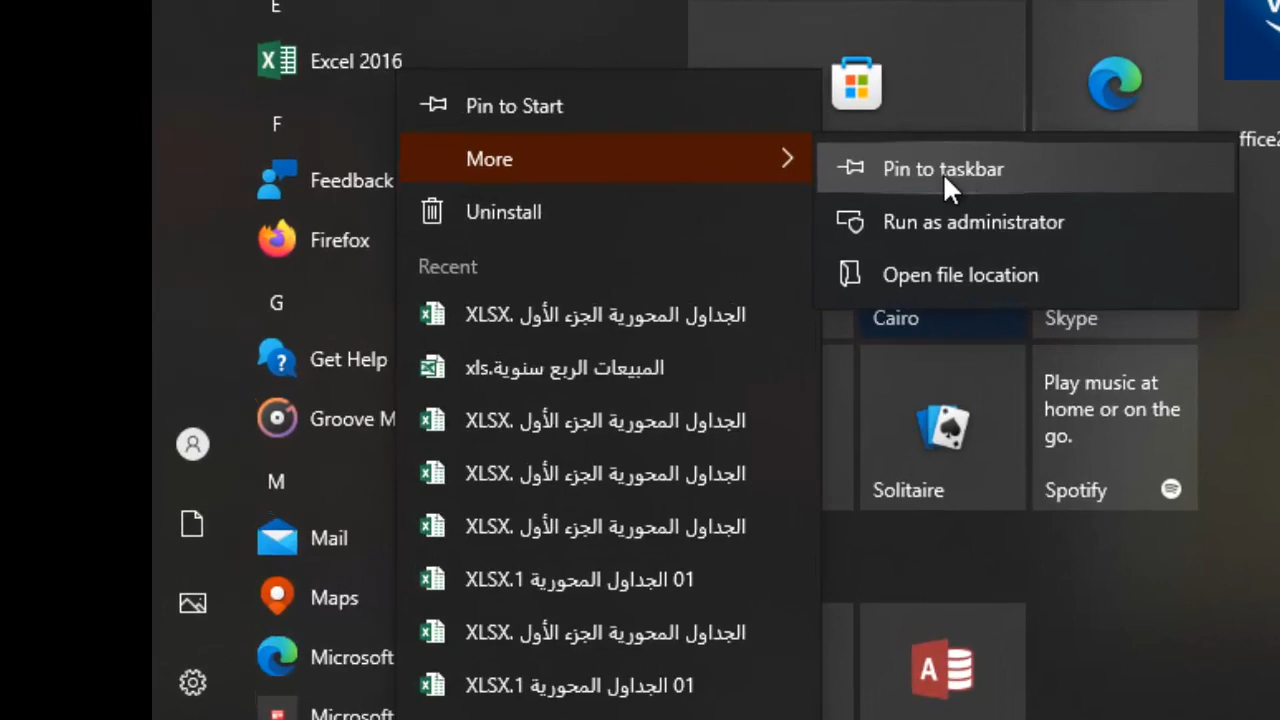 E
Excel 2016
F
Feedback
Firefox
G
Get Help
Groove M
M
Mail
Maps
Microsoft
Microsoft
Pin to Start
More
Uninstall
Recent
الجداول المحورية الجزء الأول .XLSX
المبيعات الربع سنوية.xls
الجداول المحورية الجزء الأول .XLSX
الجداول المحورية الجزء الأول .XLSX
الجداول المحورية الجزء الأول .XLSX
01 الجداول المحورية 1.XLSX
الجداول المحورية الجزء الأول .XLSX
01 الجداول المحورية 1.XLSX
Pin to taskbar
Run as administrator
Open file location
Cairo
Skype
Solitaire
Play music at
home or on the
go.
Spotify